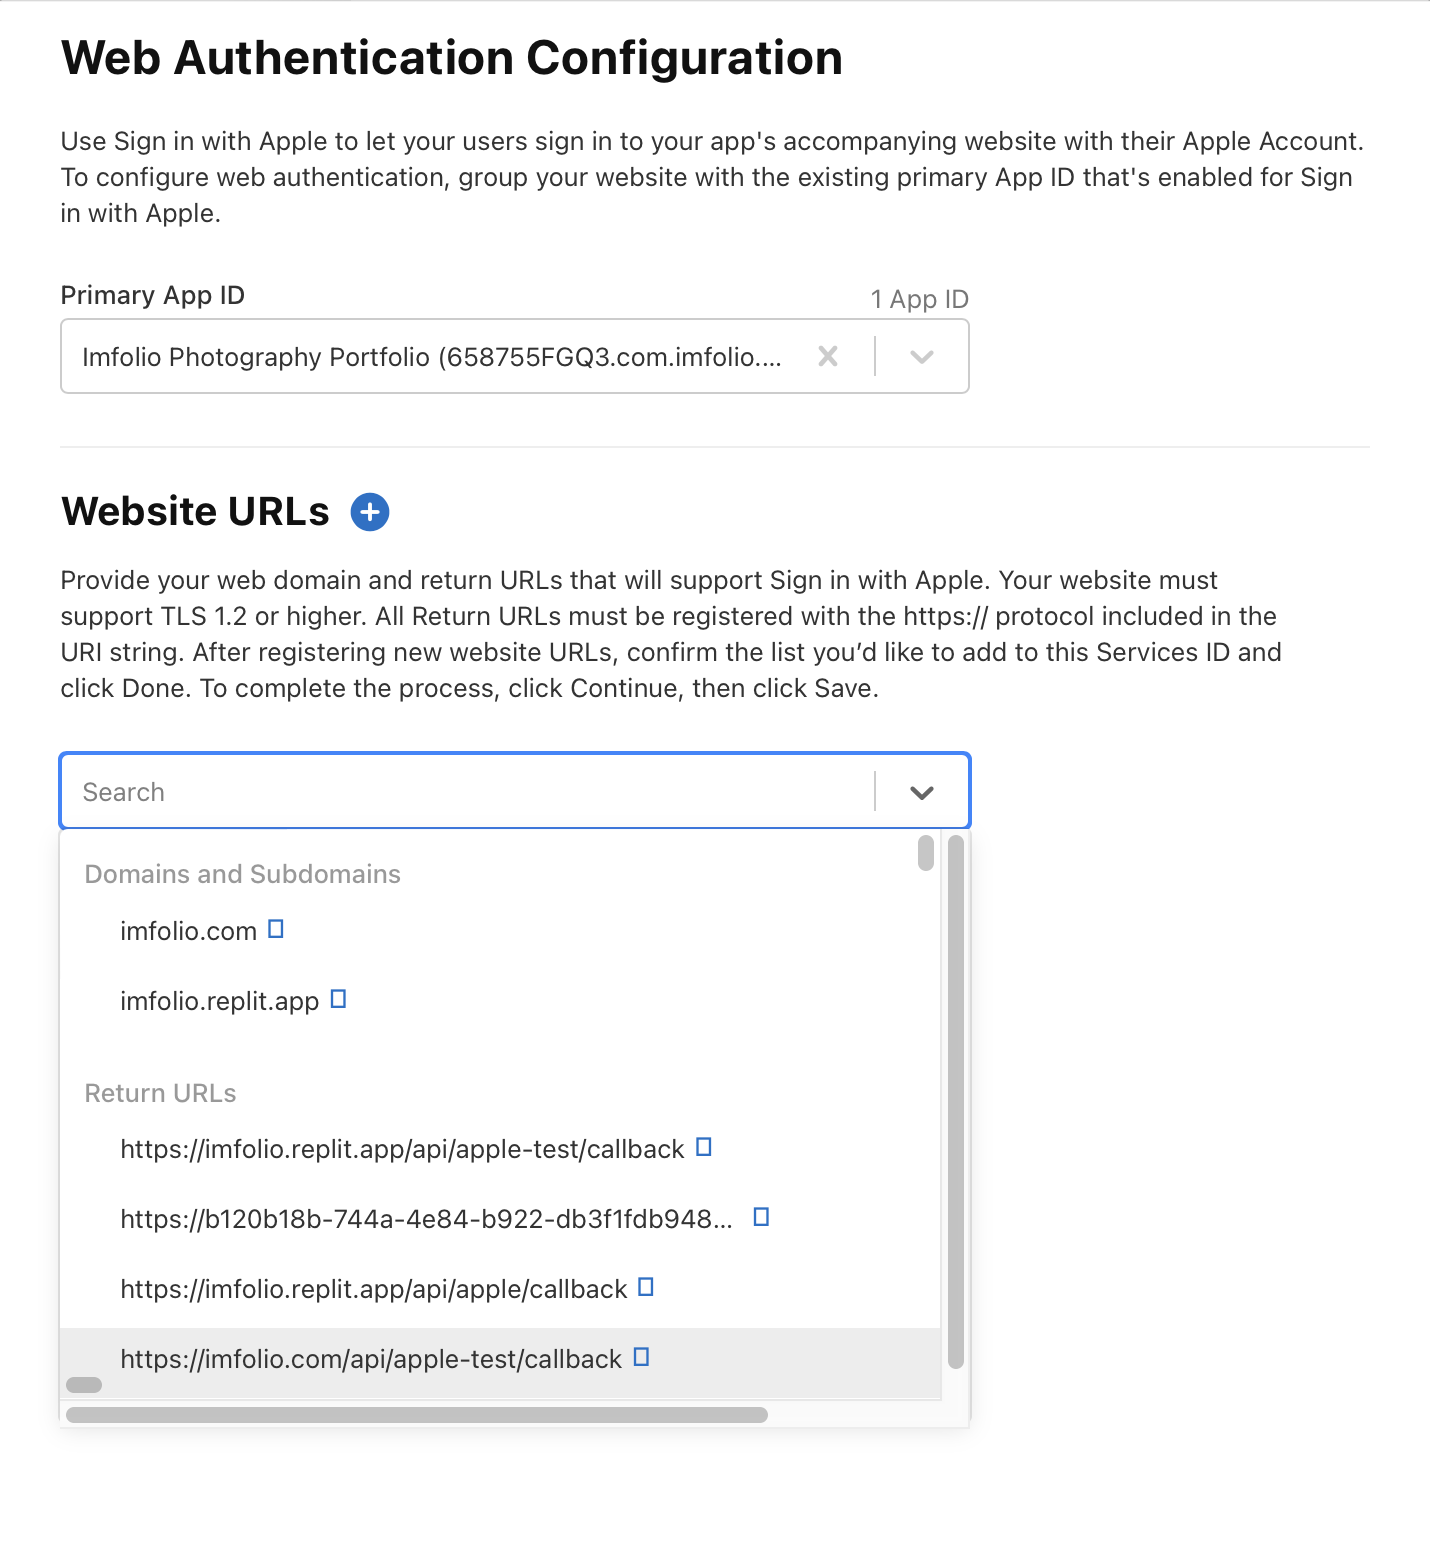 Web Authentication Configuration
Use Sign in with Apple to let your users sign in to your app's accompanying website with their Apple Account.
To configure web authentication, group your website with the existing primary App ID that's enabled for Sign
in with Apple.
Primary App ID
1 App ID
Imfolio Photography Portfolio (658755FGQ3.com.imfolio....
Website URLs
Provide your web domain and return URLs that will support Sign in with Apple. Your website must
support TLS 1.2 or higher. All Return URLs must be registered with the https:// protocol included in the
URI string. After registering new website URLs, confirm the list you’d like to add to this Services ID and
click Done. To complete the process, click Continue, then click Save.
Search
Domains and Subdomains
imfolio.com
imfolio.replit.app
Return URLs
https://imfolio.replit.app/api/apple-test/callback
https://b120b18b-744a-4e84-b922-db3f1fdb948...
https://imfolio.replit.app/api/apple/callback
https://imfolio.com/api/apple-test/callback